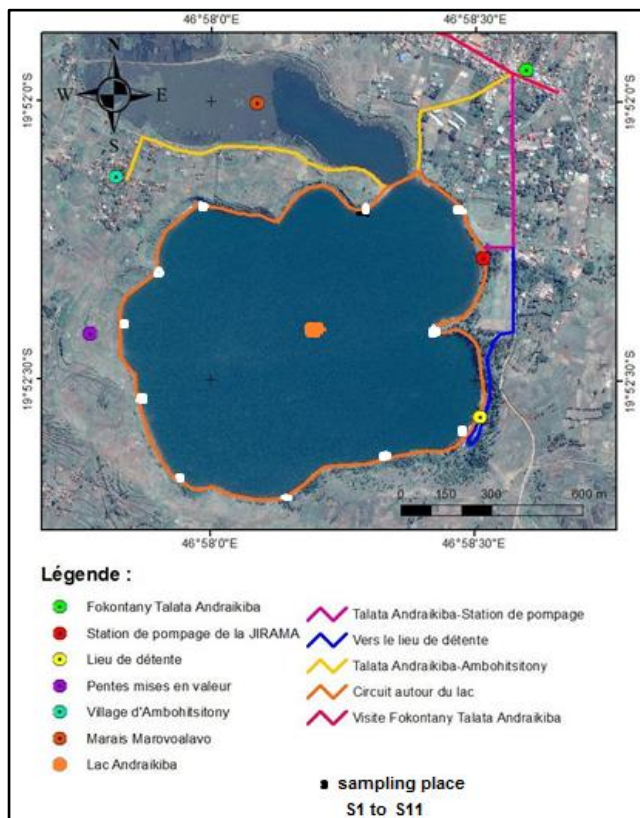 46°58'0"E 46°58'30"E
N
W E
S
19°52'0"S 19°52'0"S
19°52'30"S 19°52'30"S
0 150 300 600 m
46°58'0"E 46°58'30"E
Légende :
Fokontany Talata Andraikiba
Station de pompage de la JIRAMA
Lieu de détente
Pentes mises en valeur
Village d'Ambohitsitony
Marais Marovoalavo
Lac Andraikiba
Talata Andraikiba-Station de pompage
Vers le lieu de détente
Talata Andraikiba-Ambohitsitony
Circuit autour du lac
Visite Fokontany Talata Andraikiba
sampling place
S1 to S11